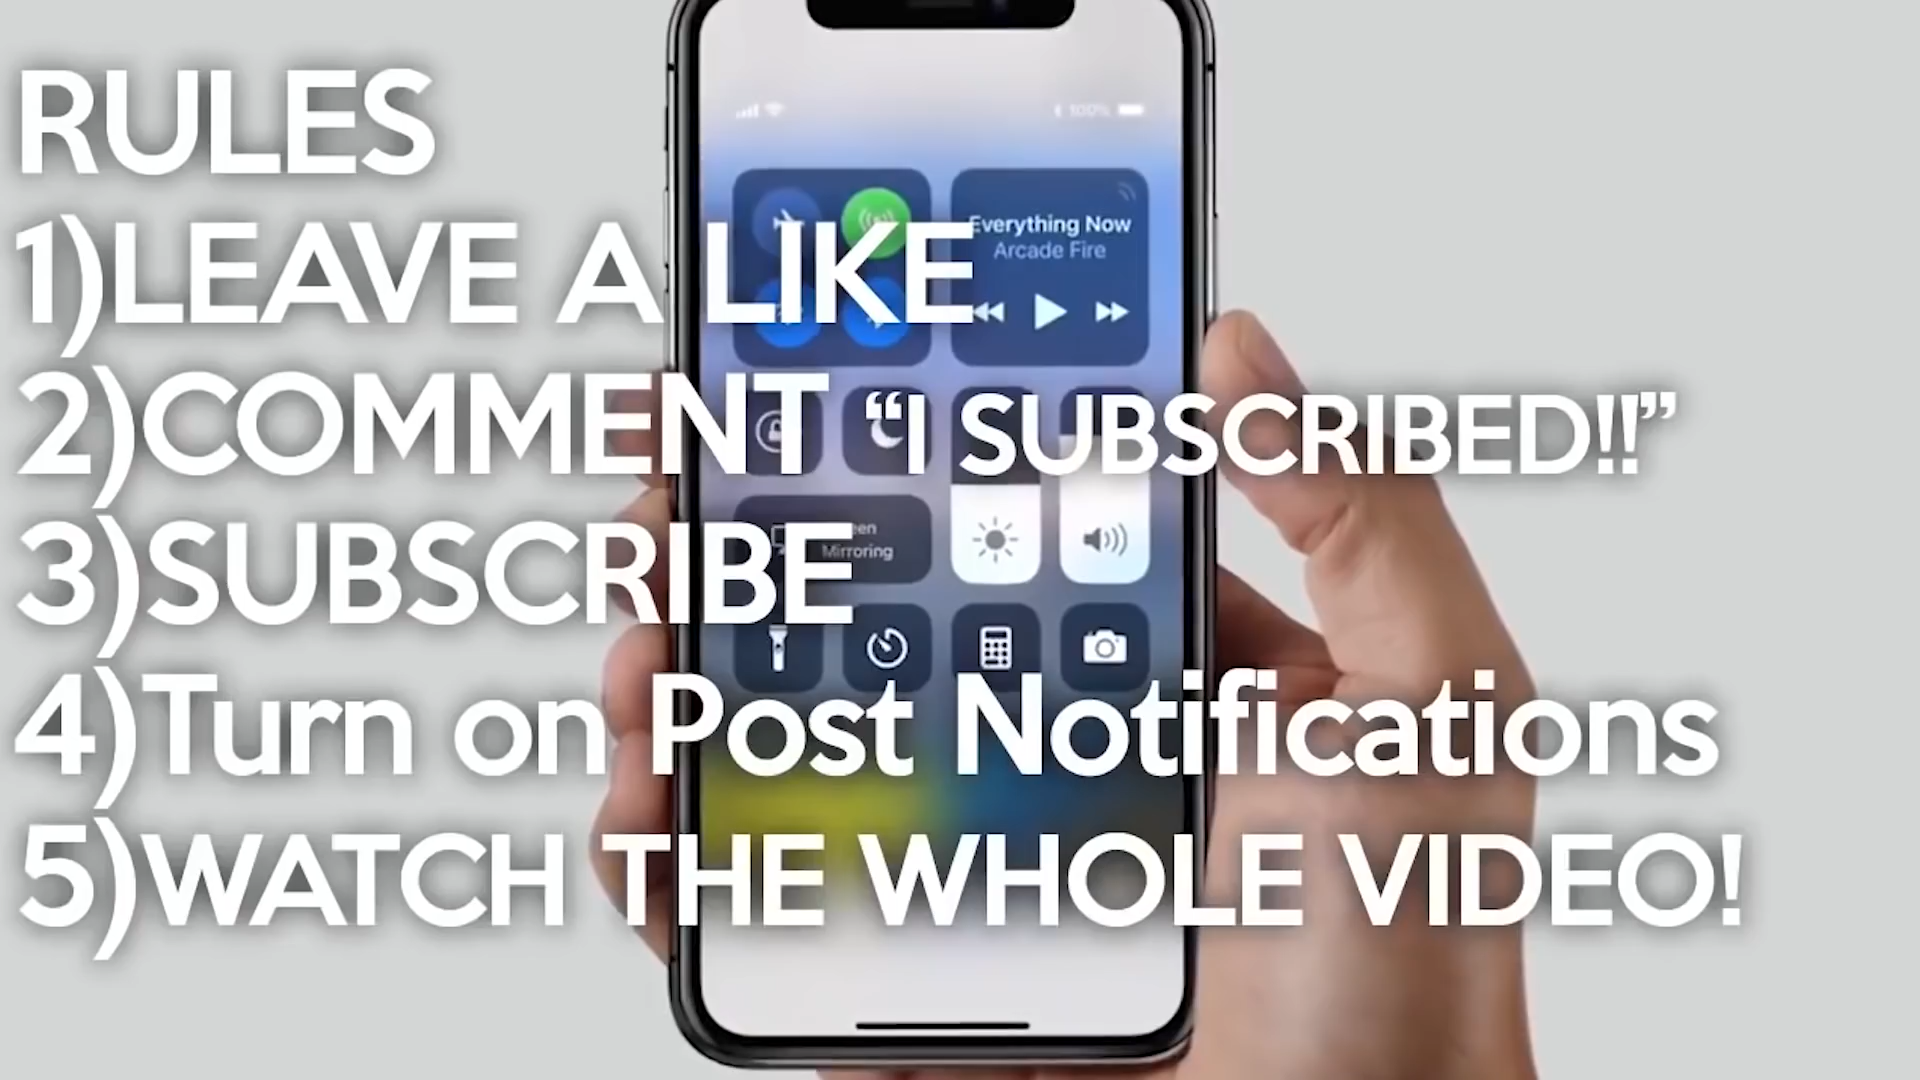 RULES
1)LEAVE A LIKE
2)COMMENT “I SUBSCRIBED!!”
3)SUBSCRIBE
4)Turn on Post Notifications
5)WATCH THE WHOLE VIDEO!
100%
Everything Now
Arcade Fire
Mirroring